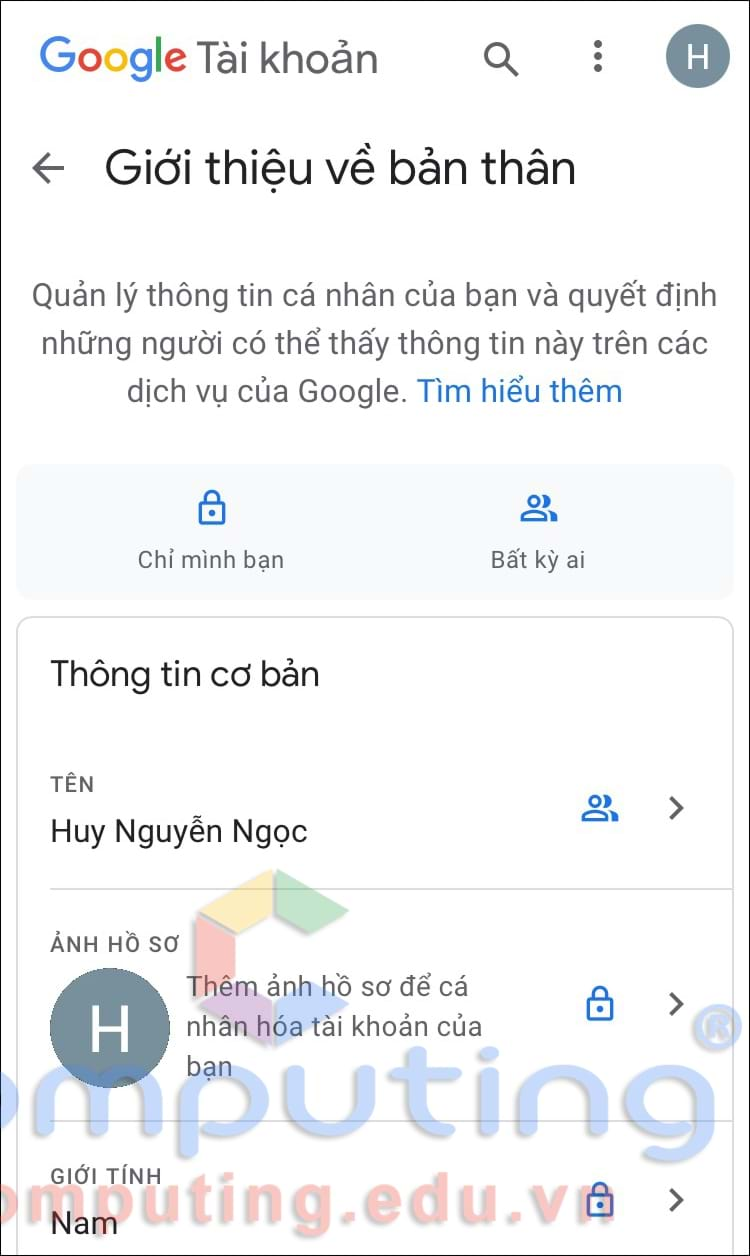 Google Tài khoản
H
Giới thiệu về bản thân
Quản lý thông tin cá nhân của bạn và quyết định
những người có thể thấy thông tin này trên các
dịch vụ của Google. Tìm hiểu thêm
Chỉ mình bạn
Bất kỳ ai
Thông tin cơ bản
TÊN
Huy Nguyễn Ngọc
ẢNH HỒ SƠ
H
Thêm ảnh hồ sơ để cá
nhân hóa tài khoản của
bạn
omputing®
GIỚI TÍNH
omputing.edu.vn
Nam